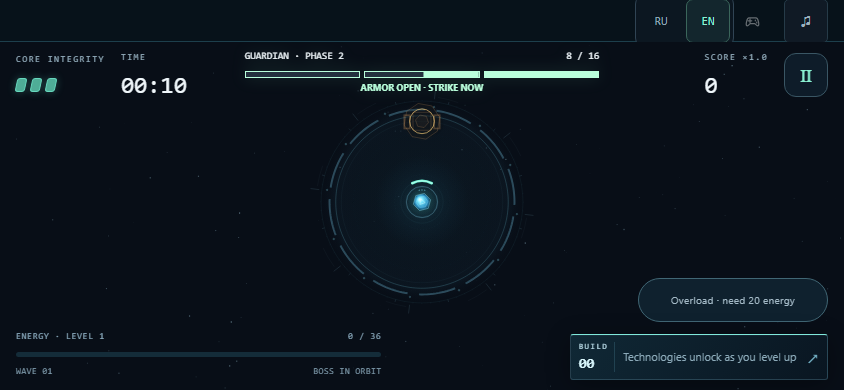 RU
EN
CORE INTEGRITY
TIME
00:10
GUARDIAN · PHASE 2
8 / 16
ARMOR OPEN · STRIKE NOW
SCORE ×1.0
0
II
Overload · need 20 energy
ENERGY · LEVEL 1
0 / 36
WAVE 01
BOSS IN ORBIT
BUILD
00
Technologies unlock as you level up ↗